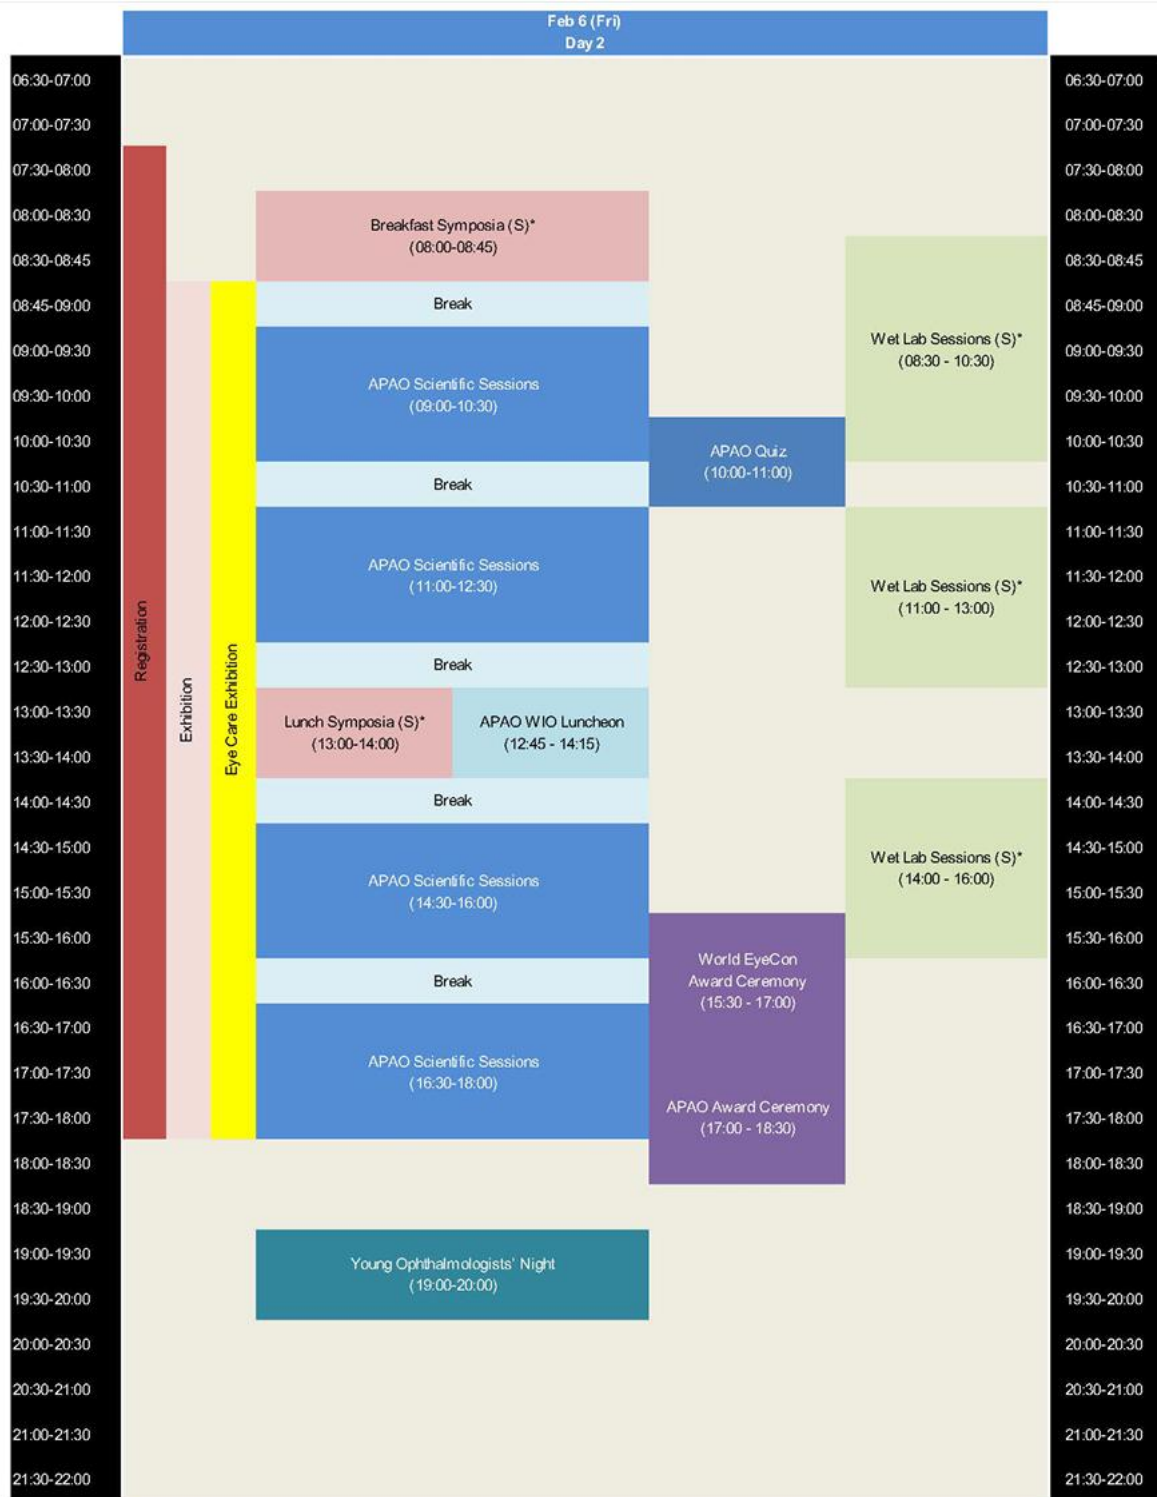 Feb 6 (Fri)
Day 2
06:30-07:00
07:00-07:30
07:30-08:00
08:00-08:30
08:30-08:45
08:45-09:00
09:00-09:30
09:30-10:00
10:00-10:30
10:30-11:00
11:00-11:30
11:30-12:00
12:00-12:30
12:30-13:00
13:00-13:30
13:30-14:00
14:00-14:30
14:30-15:00
15:00-15:30
15:30-16:00
16:00-16:30
16:30-17:00
17:00-17:30
17:30-18:00
18:00-18:30
18:30-19:00
19:00-19:30
19:30-20:00
20:00-20:30
20:30-21:00
21:00-21:30
21:30-22:00
Registration
Exhibition
Eye Care Exhibition
Breakfast Symposia (S)*
(08:00-08:45)
Break
APAO Scientific Sessions
(09:00-10:30)
Break
APAO Scientific Sessions
(11:00-12:30)
Break
Lunch Symposia (S)*
(13:00-14:00)
APAO WIO Luncheon
(12:45 - 14:15)
Break
APAO Scientific Sessions
(14:30-16:00)
Break
APAO Scientific Sessions
(16:30-18:00)
Young Ophthalmologists' Night
(19:00-20:00)
APAO Quiz
(10:00-11:00)
World EyeCon
Award Ceremony
(15:30 - 17:00)
APAO Award Ceremony
(17:00 - 18:30)
Wet Lab Sessions (S)*
(08:30 - 10:30)
Wet Lab Sessions (S)*
(11:00 - 13:00)
Wet Lab Sessions (S)*
(14:00 - 16:00)
06:30-07:00
07:00-07:30
07:30-08:00
08:00-08:30
08:30-08:45
08:45-09:00
09:00-09:30
09:30-10:00
10:00-10:30
10:30-11:00
11:00-11:30
11:30-12:00
12:00-12:30
12:30-13:00
13:00-13:30
13:30-14:00
14:00-14:30
14:30-15:00
15:00-15:30
15:30-16:00
16:00-16:30
16:30-17:00
17:00-17:30
17:30-18:00
18:00-18:30
18:30-19:00
19:00-19:30
19:30-20:00
20:00-20:30
20:30-21:00
21:00-21:30
21:30-22:00